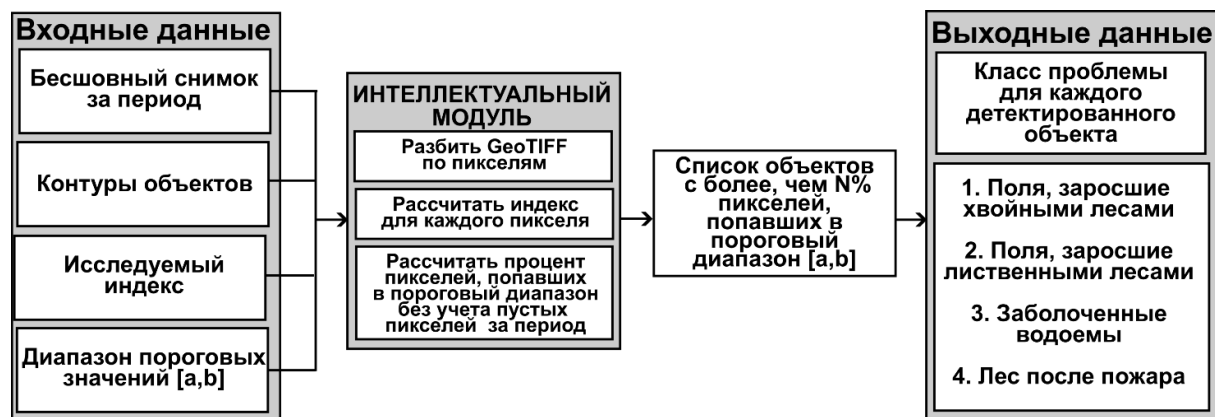 Входные данные
Бесшовный снимок
за период
Контуры объектов
Исследуемый
индекс
Диапазон пороговых
значений [a,b]
ИНТЕЛЛЕКТУАЛЬНЫЙ
МОДУЛЬ
Разбить GeoTIFF
по пикселям
Рассчитать индекс
для каждого пикселя
Рассчитать процент
пикселей, попавших
в пороговый диапазон
без учета пустых
пикселей за период
Список объектов
с более, чем N%
пикселей,
попавших в
пороговый
диапазон [a,b]
Выходные данные
Класс проблемы
для каждого
детектированного
объекта
1. Поля, заросшие
хвойными лесами
2. Поля, заросшие
лиственными лесами
3. Заболоченные
водоемы
4. Лес после пожара